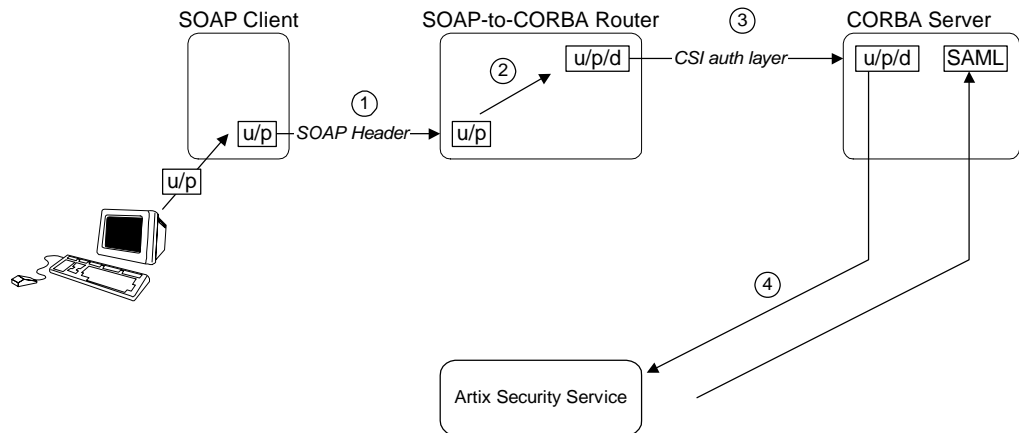 SOAP Client
SOAP-to-CORBA Router
3
CORBA Server
u/p/d
CSI auth layer
u/p/d
SAML
2
1
u/p
SOAP Header
u/p
u/p
4
Artix Security Service